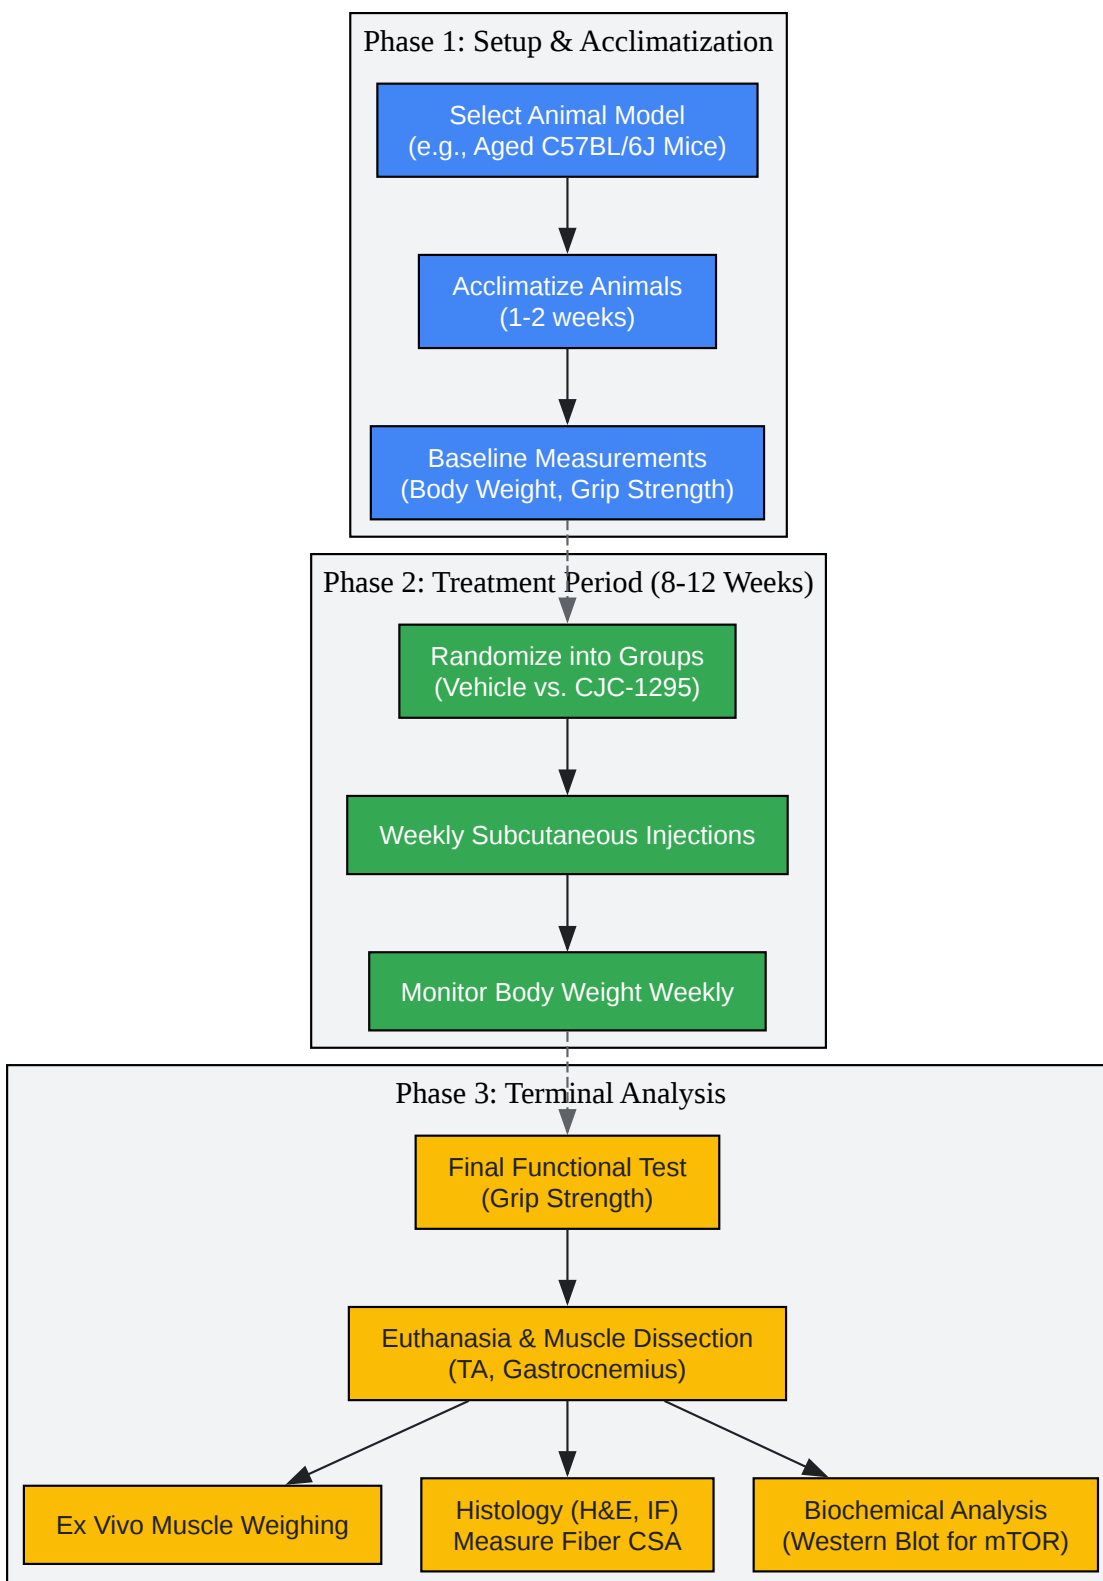 Phase 1: Setup & Acclimatization
Select Animal Model
(e.g., Aged C57BL/6J Mice)
Acclimatize Animals
(1-2 weeks)
Baseline Measurements
(Body Weight, Grip Strength)
Phase 2: Treatment Period (8-12 Weeks)
Randomize into Groups
(Vehicle vs. CJC-1295)
Weekly Subcutaneous Injections
Monitor Body Weight Weekly
Phase 3: Terminal Analysis
Final Functional Test
(Grip Strength)
Euthanasia & Muscle Dissection
(TA, Gastrocnemius)
Ex Vivo Muscle Weighing
Histology (H&E, IF)
Measure Fiber CSA
Biochemical Analysis
(Western Blot for mTOR)